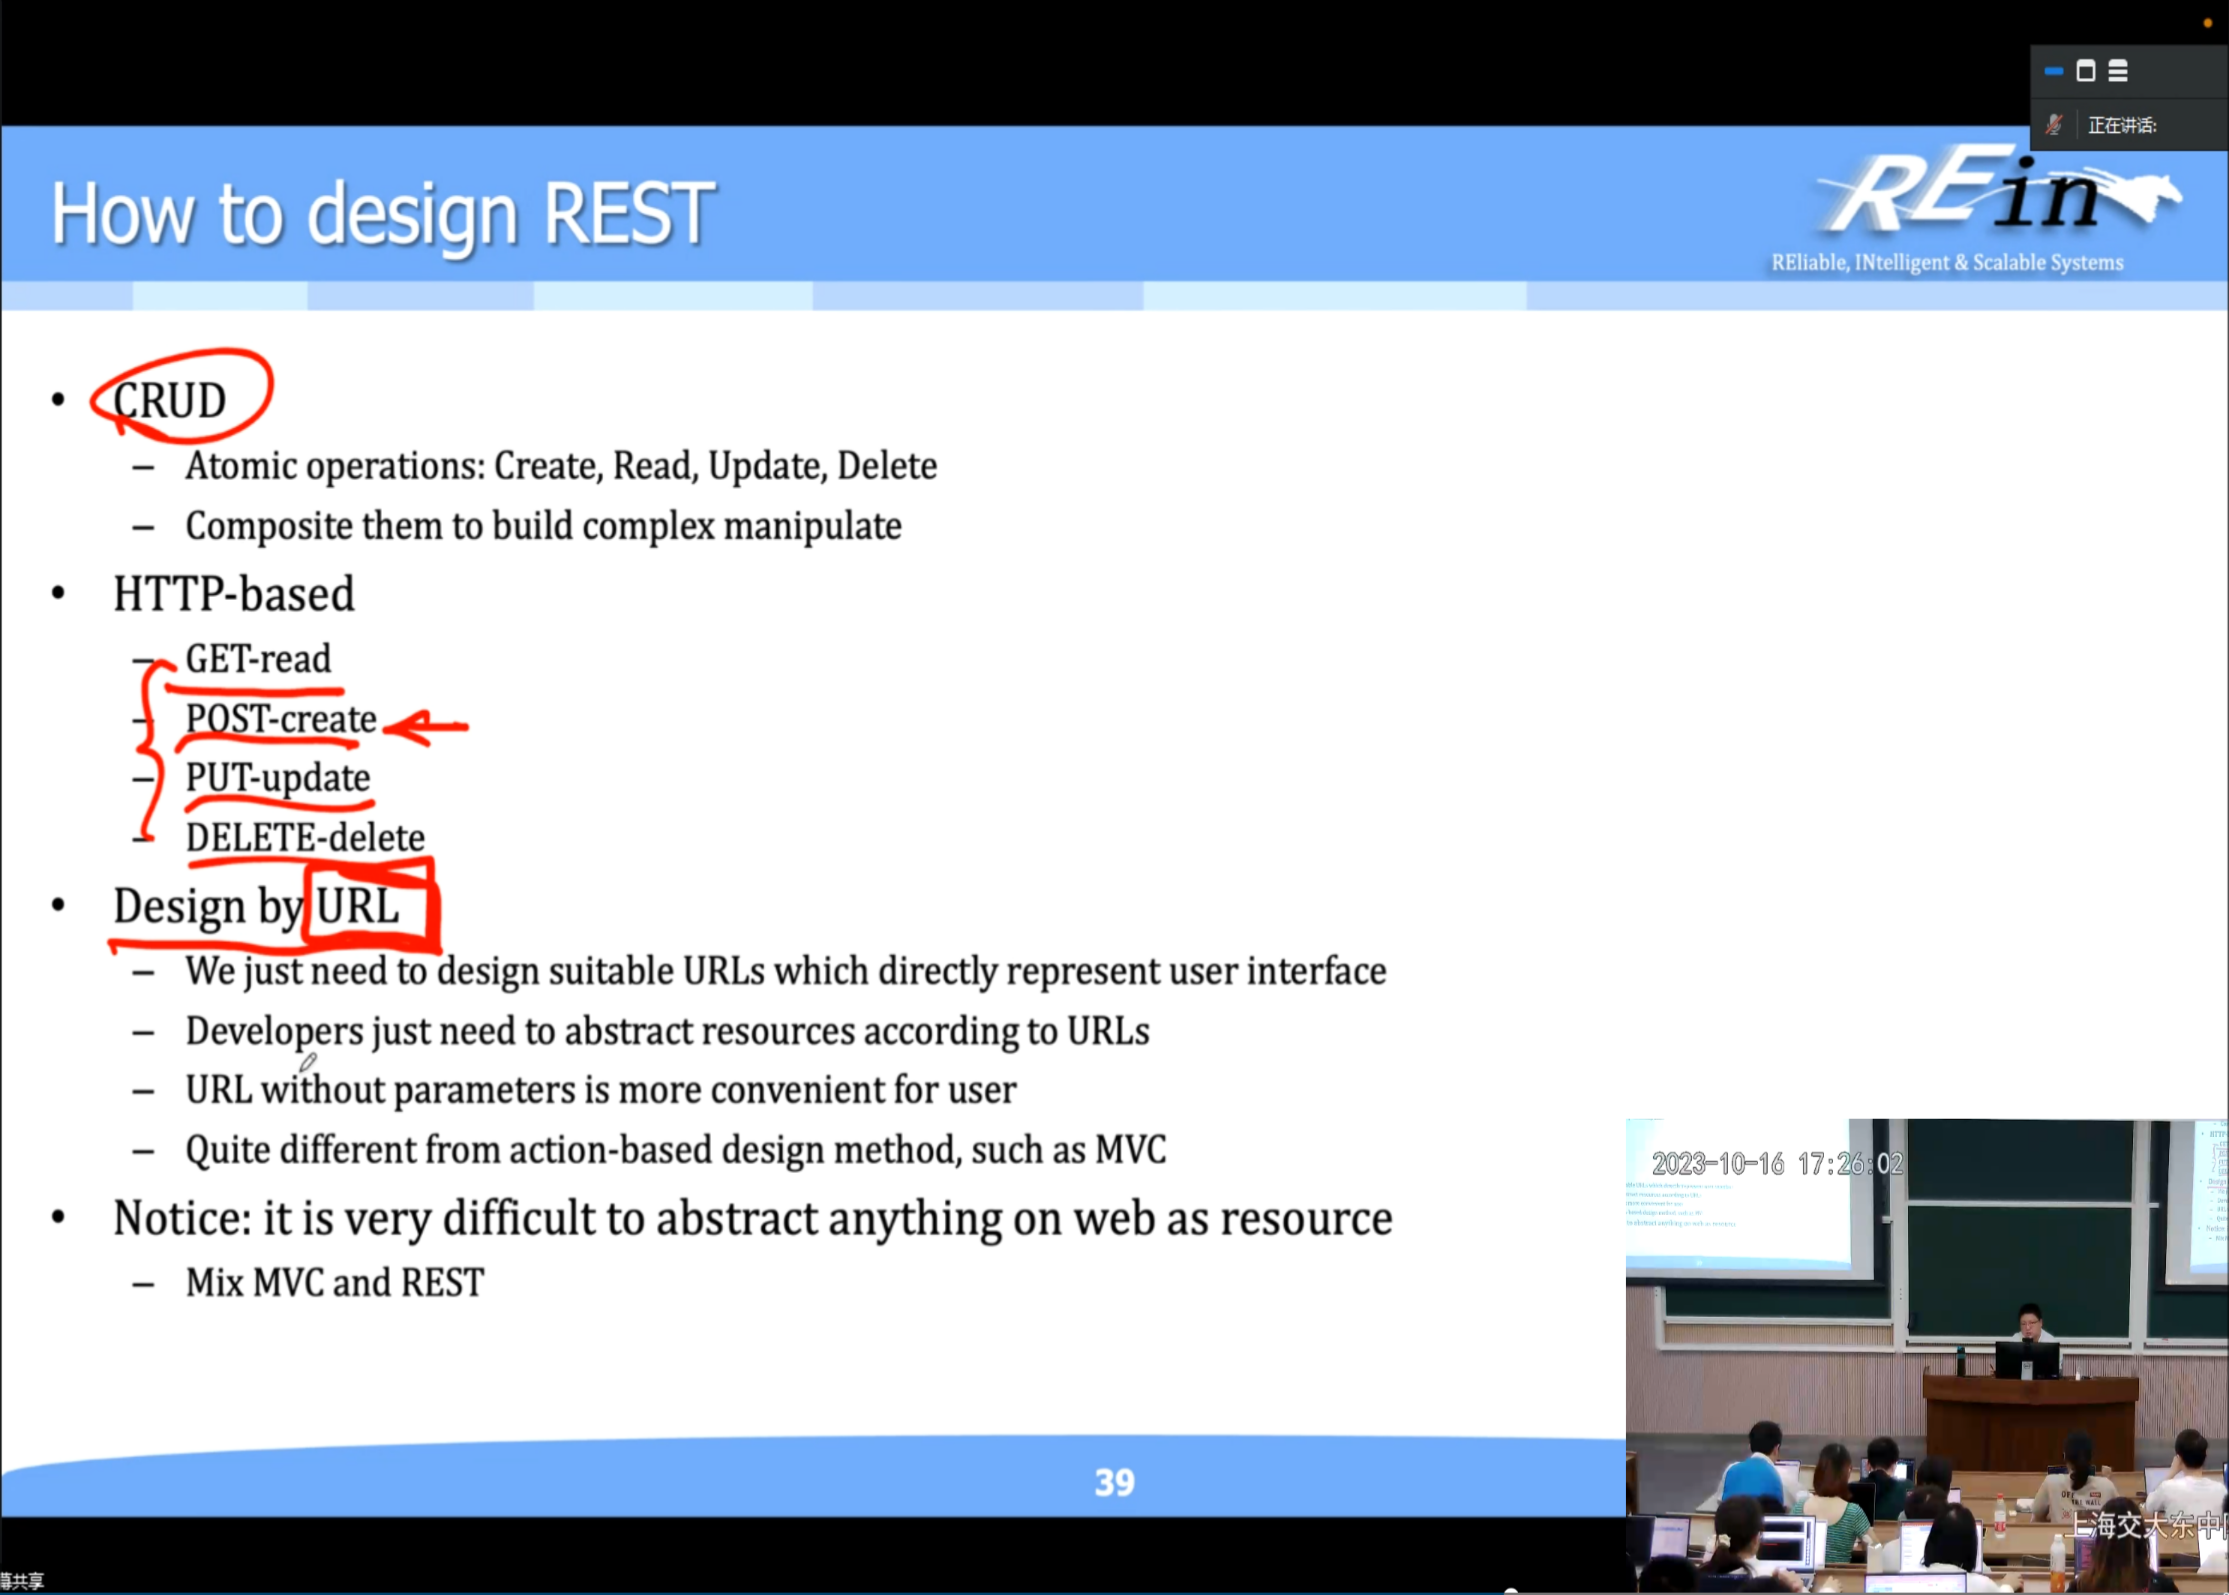 正在讲话:
How to design REST
REin
REliable, INtelligent & Scalable Systems
• CRUD
– Atomic operations: Create, Read, Update, Delete
– Composite them to build complex manipulate
• HTTP-based
– GET-read
– POST-create
– PUT-update
– DELETE-delete
• Design by URL
– We just need to design suitable URLs which directly represent user interface
– Developers just need to abstract resources according to URLs
– URL without parameters is more convenient for user
– Quite different from action-based design method, such as MVC
• Notice: it is very difficult to abstract anything on web as resource
– Mix MVC and REST
39
2023-10-16 17:26:02
上海交大东中
幕共享